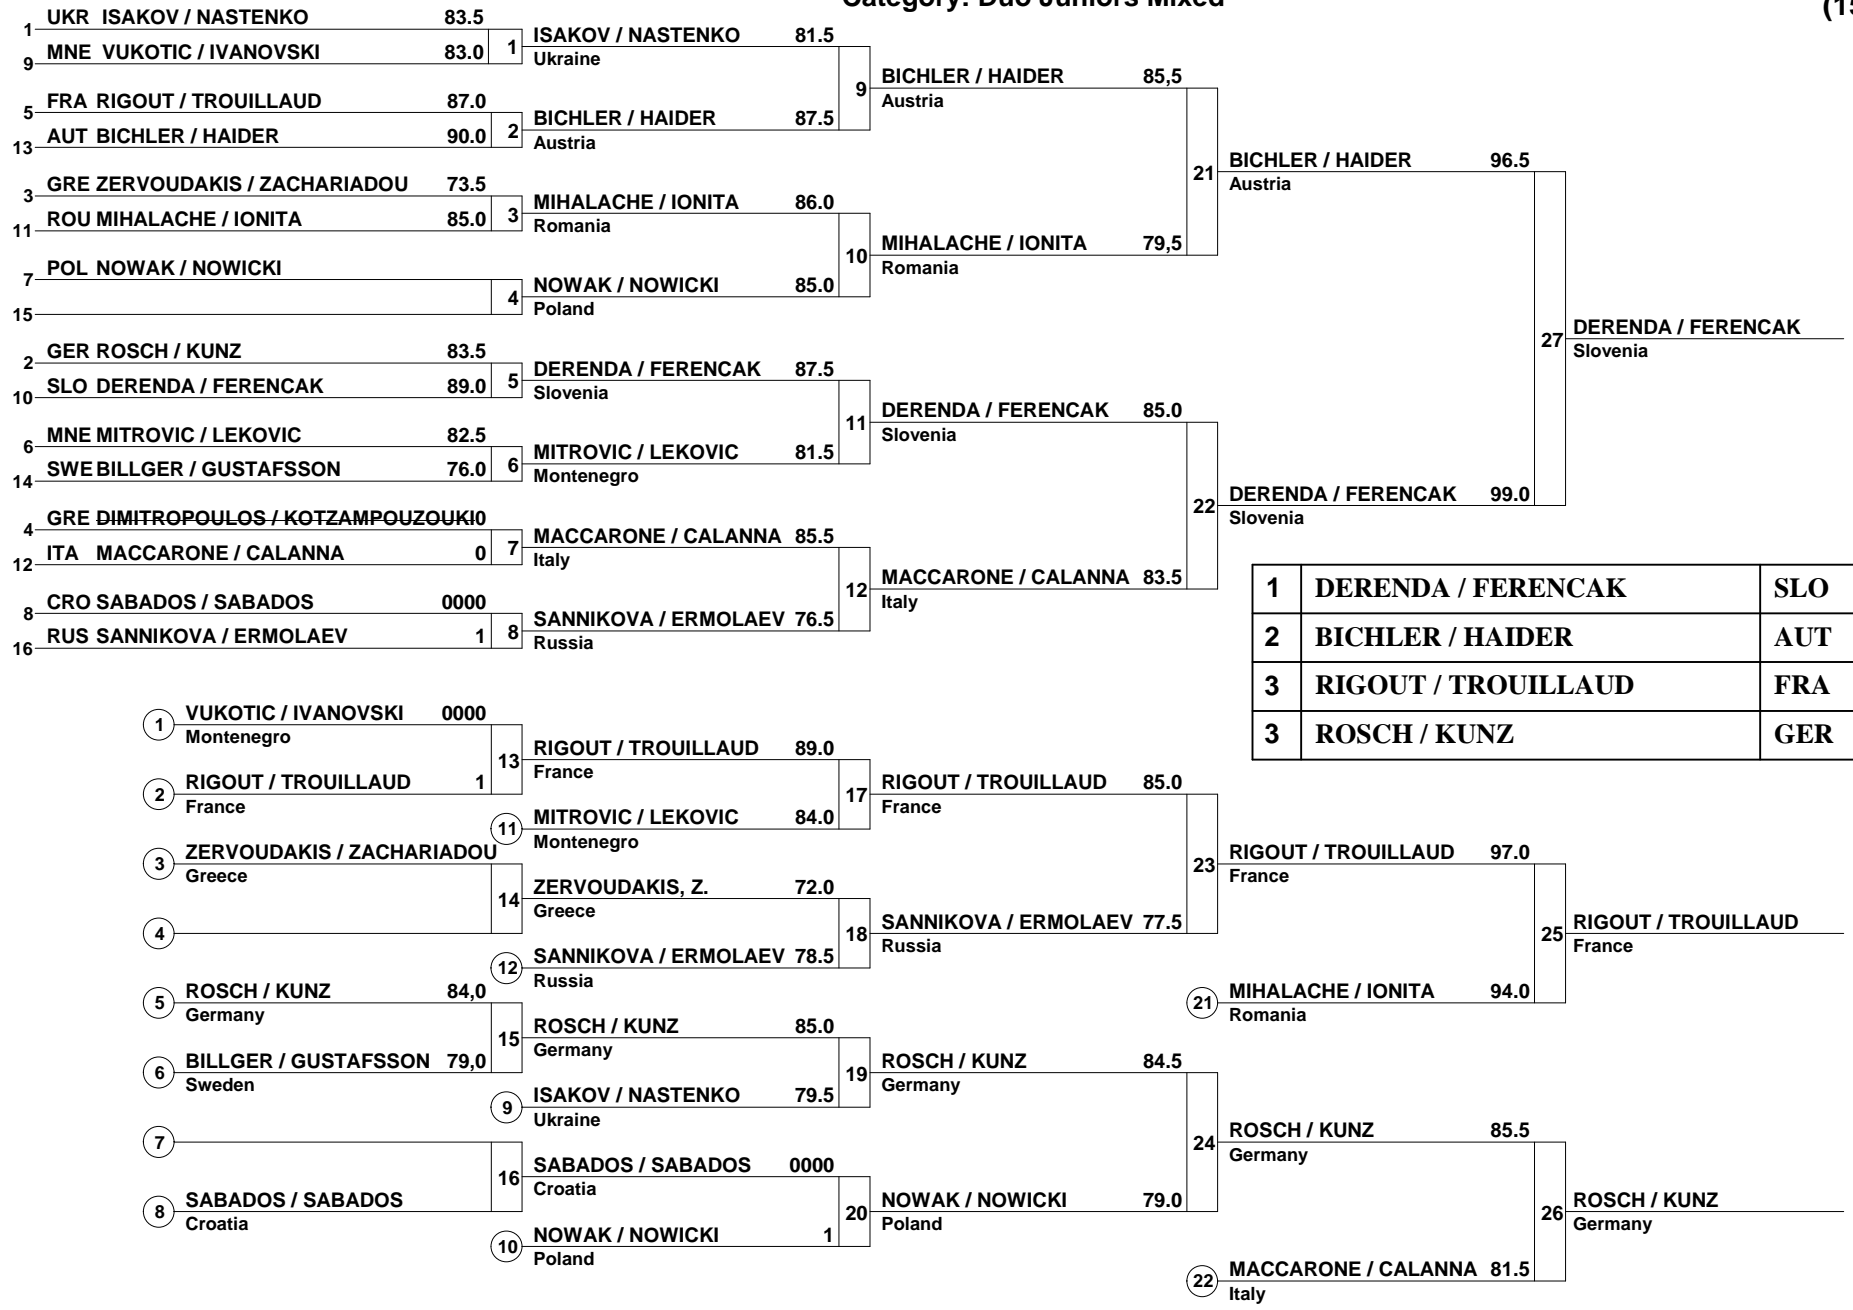 Category: Duo Juniors Mixed
(15
UKR ISAKOV / NASTENKO 83.5
1
MNE VUKOTIC / IVANOVSKI 83.0
9
1
ISAKOV / NASTENKO 81.5
Ukraine
FRA RIGOUT / TROUILLAUD 87.0
5
AUT BICHLER / HAIDER 90.0
13
2
BICHLER / HAIDER 87.5
Austria
9
BICHLER / HAIDER 85,5
Austria
GRE ZERVOUDAKIS / ZACHARIADOU 73.5
3
ROU MIHALACHE / IONITA 85.0
11
3
MIHALACHE / IONITA 86.0
Romania
POL NOWAK / NOWICKI
7
15
4
NOWAK / NOWICKI 85.0
Poland
10
MIHALACHE / IONITA 79,5
Romania
21
BICHLER / HAIDER 96.5
Austria
GER ROSCH / KUNZ 83.5
2
SLO DERENDA / FERENCAK 89.0
10
5
DERENDA / FERENCAK 87.5
Slovenia
MNE MITROVIC / LEKOVIC 82.5
6
SWE BILLGER / GUSTAFSSON 76.0
14
6
MITROVIC / LEKOVIC 81.5
Montenegro
11
DERENDA / FERENCAK 85.0
Slovenia
GRE DIMITROPOULOS / KOTZAMPOUZOUKI0
4
ITA MACCARONE / CALANNA 0
12
7
MACCARONE / CALANNA 85.5
Italy
CRO SABADOS / SABADOS 0000
8
RUS SANNIKOVA / ERMOLAEV 1
16
8
SANNIKOVA / ERMOLAEV 76.5
Russia
12
MACCARONE / CALANNA 83.5
Italy
22
DERENDA / FERENCAK 99.0
Slovenia
27
DERENDA / FERENCAK
Slovenia
1 DERENDA / FERENCAK SLO
2 BICHLER / HAIDER AUT
3 RIGOUT / TROUILLAUD FRA
3 ROSCH / KUNZ GER
1
VUKOTIC / IVANOVSKI 0000
Montenegro
2
RIGOUT / TROUILLAUD 1
France
13
RIGOUT / TROUILLAUD 89.0
France
11
MITROVIC / LEKOVIC 84.0
Montenegro
17
RIGOUT / TROUILLAUD 85.0
France
3
ZERVOUDAKIS / ZACHARIADOU
Greece
4
14
ZERVOUDAKIS, Z. 72.0
Greece
12
SANNIKOVA / ERMOLAEV 78.5
Russia
18
SANNIKOVA / ERMOLAEV 77.5
Russia
23
RIGOUT / TROUILLAUD 97.0
France
21
MIHALACHE / IONITA 94.0
Romania
25
RIGOUT / TROUILLAUD
France
5
ROSCH / KUNZ 84,0
Germany
6
BILLGER / GUSTAFSSON 79,0
Sweden
15
ROSCH / KUNZ 85.0
Germany
9
ISAKOV / NASTENKO 79.5
Ukraine
19
ROSCH / KUNZ 84.5
Germany
7
8
SABADOS / SABADOS
Croatia
16
SABADOS / SABADOS 0000
Croatia
10
NOWAK / NOWICKI 1
Poland
20
NOWAK / NOWICKI 79.0
Poland
24
ROSCH / KUNZ 85.5
Germany
22
MACCARONE / CALANNA 81.5
Italy
26
ROSCH / KUNZ
Germany